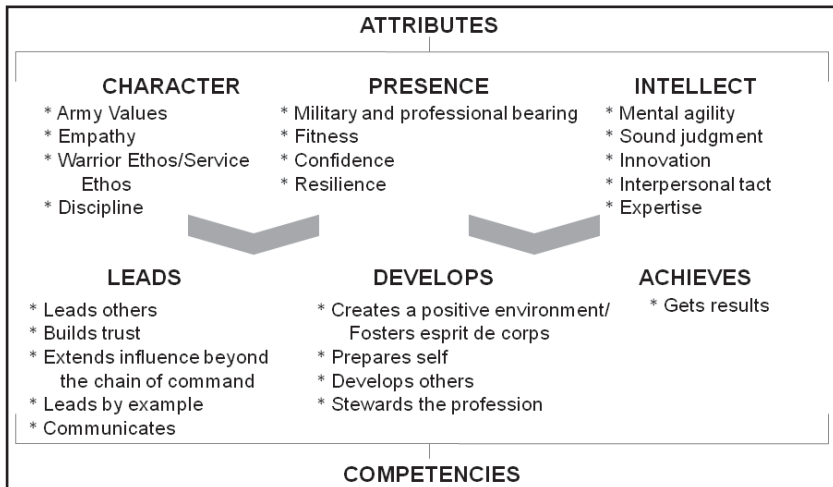 ATTRIBUTES
CHARACTER
* Army Values
* Empathy
* Warrior Ethos/Service
Ethos
* Discipline
PRESENCE
* Military and professional bearing
* Fitness
* Confidence
* Resilience
INTELLECT
* Mental agility
* Sound judgment
* Innovation
* Interpersonal tact
* Expertise
LEADS
* Leads others
* Builds trust
* Extends influence beyond
the chain of command
* Leads by example
* Communicates
DEVELOPS
* Creates a positive environment/
Fosters esprit de corps
* Prepares self
* Develops others
* Stewards the profession
ACHIEVES
* Gets results
COMPETENCIES